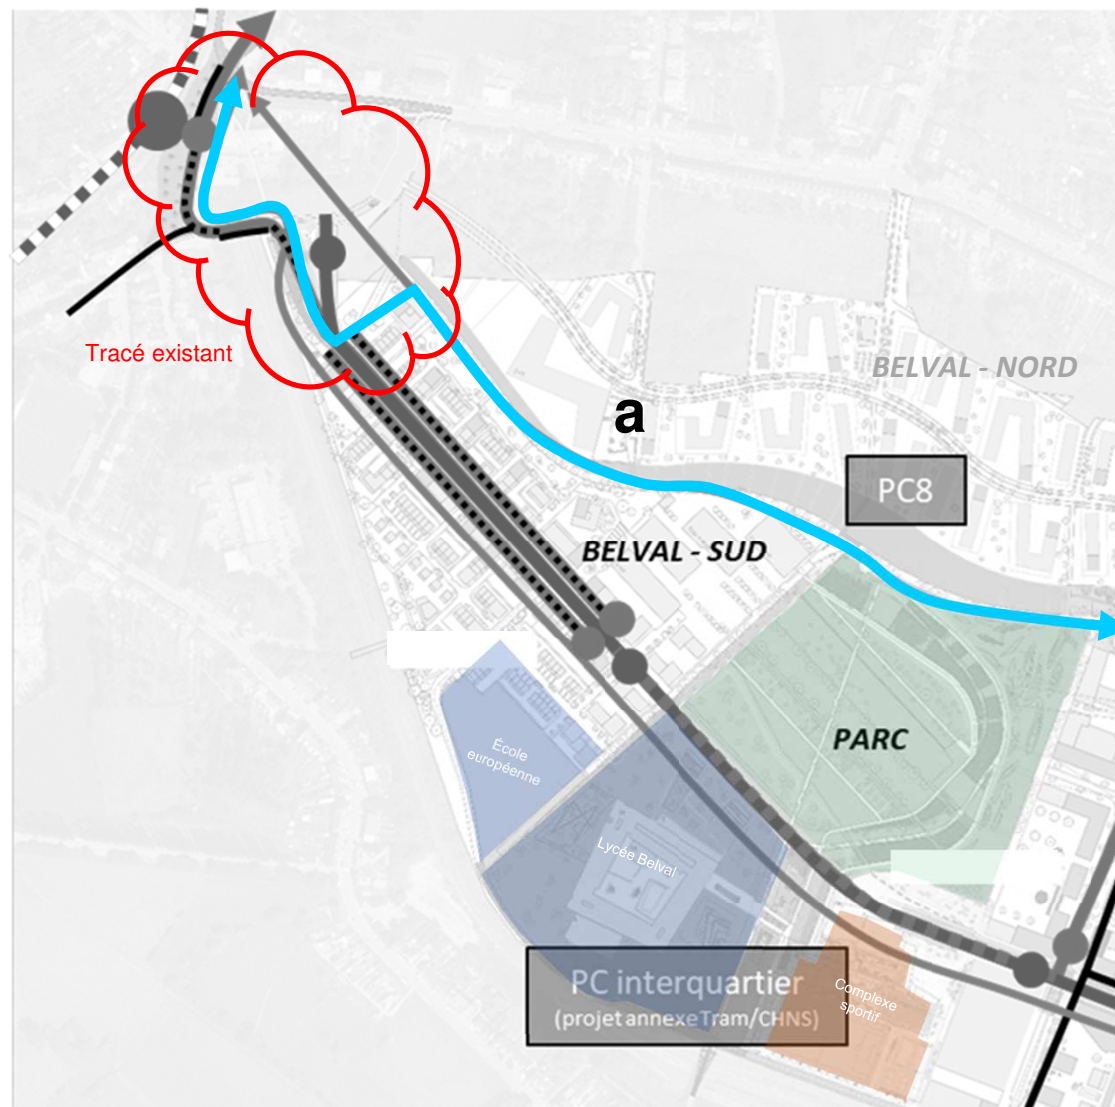 Tracé existant
BELVAL - NORD
a
PC8
BELVAL - SUD
PARC
École
européenne
Lycée Belval
PC interquartier
(projet annexe Tram/CHNS)
Complexe
sportif